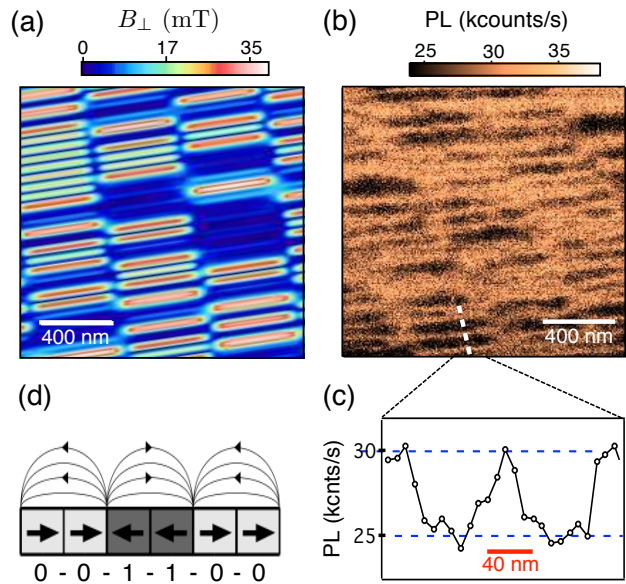 (a)
B⊥ (mT)
0 17 35
400 nm
(b)
PL (kcounts/s)
24 30 35
400 nm
(d)
0 - 0 - 1 - 1 - 0 - 0
(c)
PL (kcnts/s)
30
25
40 nm